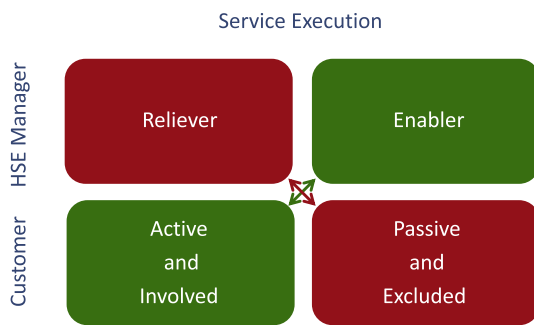 Service Execution
HSE Manager
Reliever
Enabler
Customer
Active
and
Involved
Passive
and
Excluded